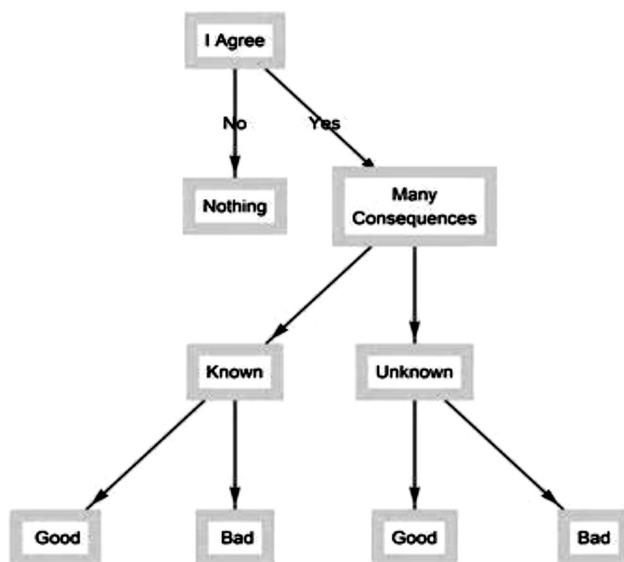 I Agree
No
Yes
Nothing
Many
Consequences
Known
Unknown
Good
Bad
Good
Bad